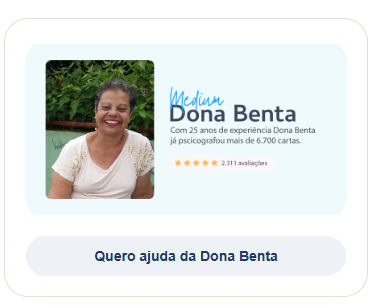 Medium
Dona Benta
Com 25 anos de experiência Dona Benta
já pscicografou mais de 6.700 cartas.
2.311 avaliações
Quero ajuda da Dona Benta